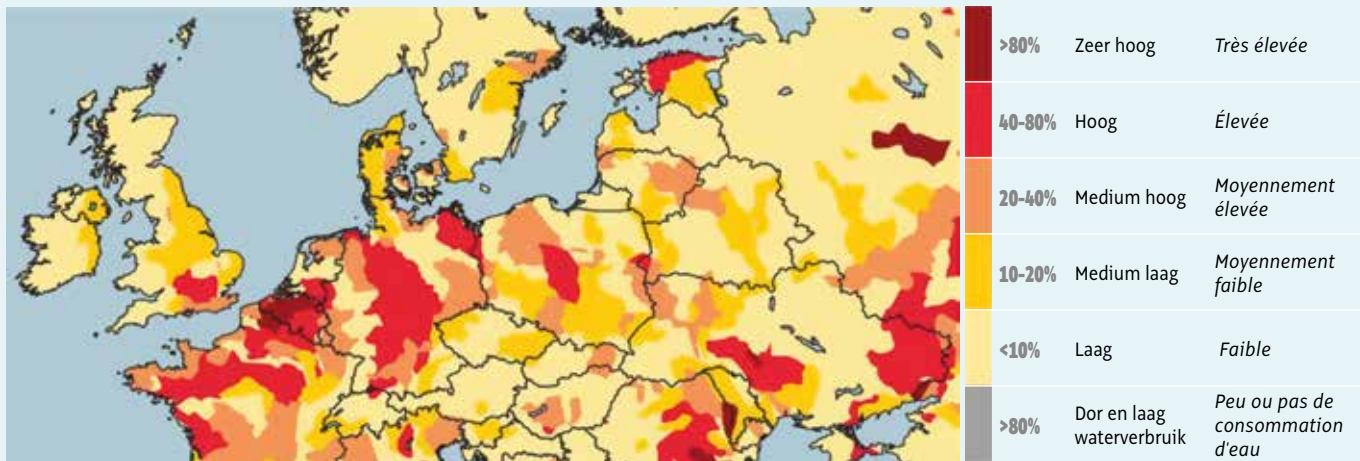 >80% Zeer hoog Très élevée
40-80% Hoog Élevée
20-40% Medium hoog Moyennement
élevée
10-20% Medium laag Moyennement
faible
<10% Laag Faible
>80% Dor en laag
waterverbruik
Peu ou pas de
consommation
d'eau